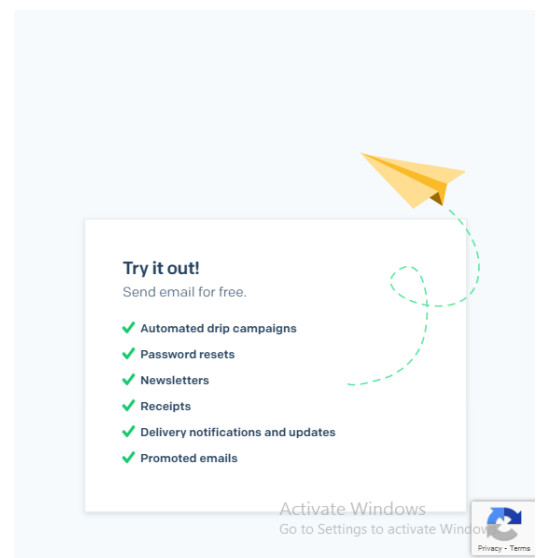 Try it out!
Send email for free.
Automated drip campaigns
Password resets
Newsletters
Receipts
Delivery notifications and updates
Promoted emails
Activate Windows
Go to Settings to activate Windows
Privacy - Terms